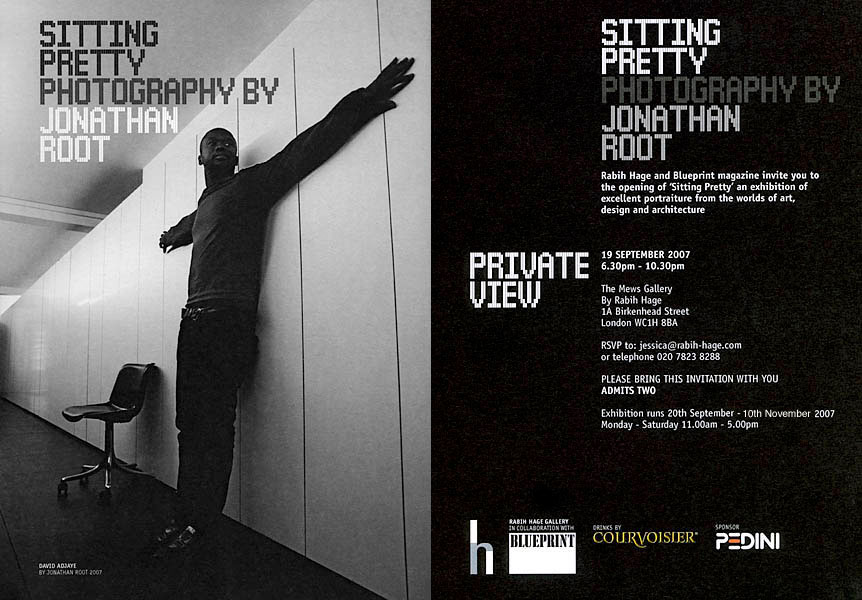 SITTING
PRETTY
PHOTOGRAPHY BY
JONATHAN
ROOT
DAVID ADJAYE
BY JONATHAN ROOT 2007
SITTING
PRETTY
PHOTOGRAPHY BY
JONATHAN
ROOT
Rabih Hage and Blueprint magazine invite you to
the opening of 'Sitting Pretty' an exhibition of
excellent portraiture from the worlds of art,
design and architecture
PRIVATE
VIEW
19 SEPTEMBER 2007
6.30pm - 10.30pm
The Mews Gallery
By Rabih Hage
1A Birkenhead Street
London WC1H 8BA
RSVP to: jessica@rabih-hage.com
or telephone 020 7823 8288
PLEASE BRING THIS INVITATION WITH YOU
ADMITS TWO
Exhibition runs 20th September - 10th November 2007
Monday - Saturday 11.00am - 5.00pm
h
RABIH HAGE GALLERY
IN COLLABORATION WITH
BLUEPRINT
DRINKS BY
COURVOISIER
SPONSOR
PEDINI